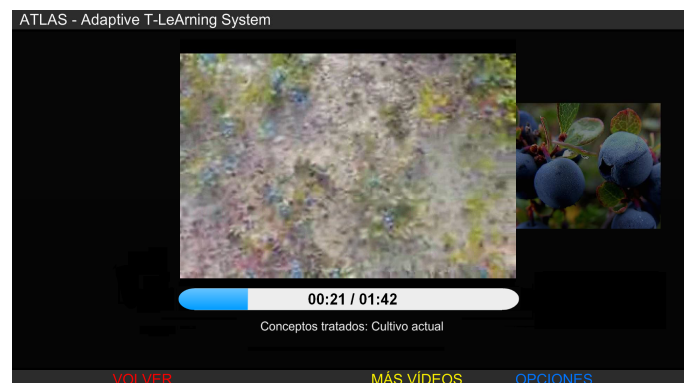 ATLAS - Adaptive T-LeArning System
00:21 / 01:42
Conceptos tratados: Cultivo actual
VOLVER MÁS VÍDEOS OPCIONES